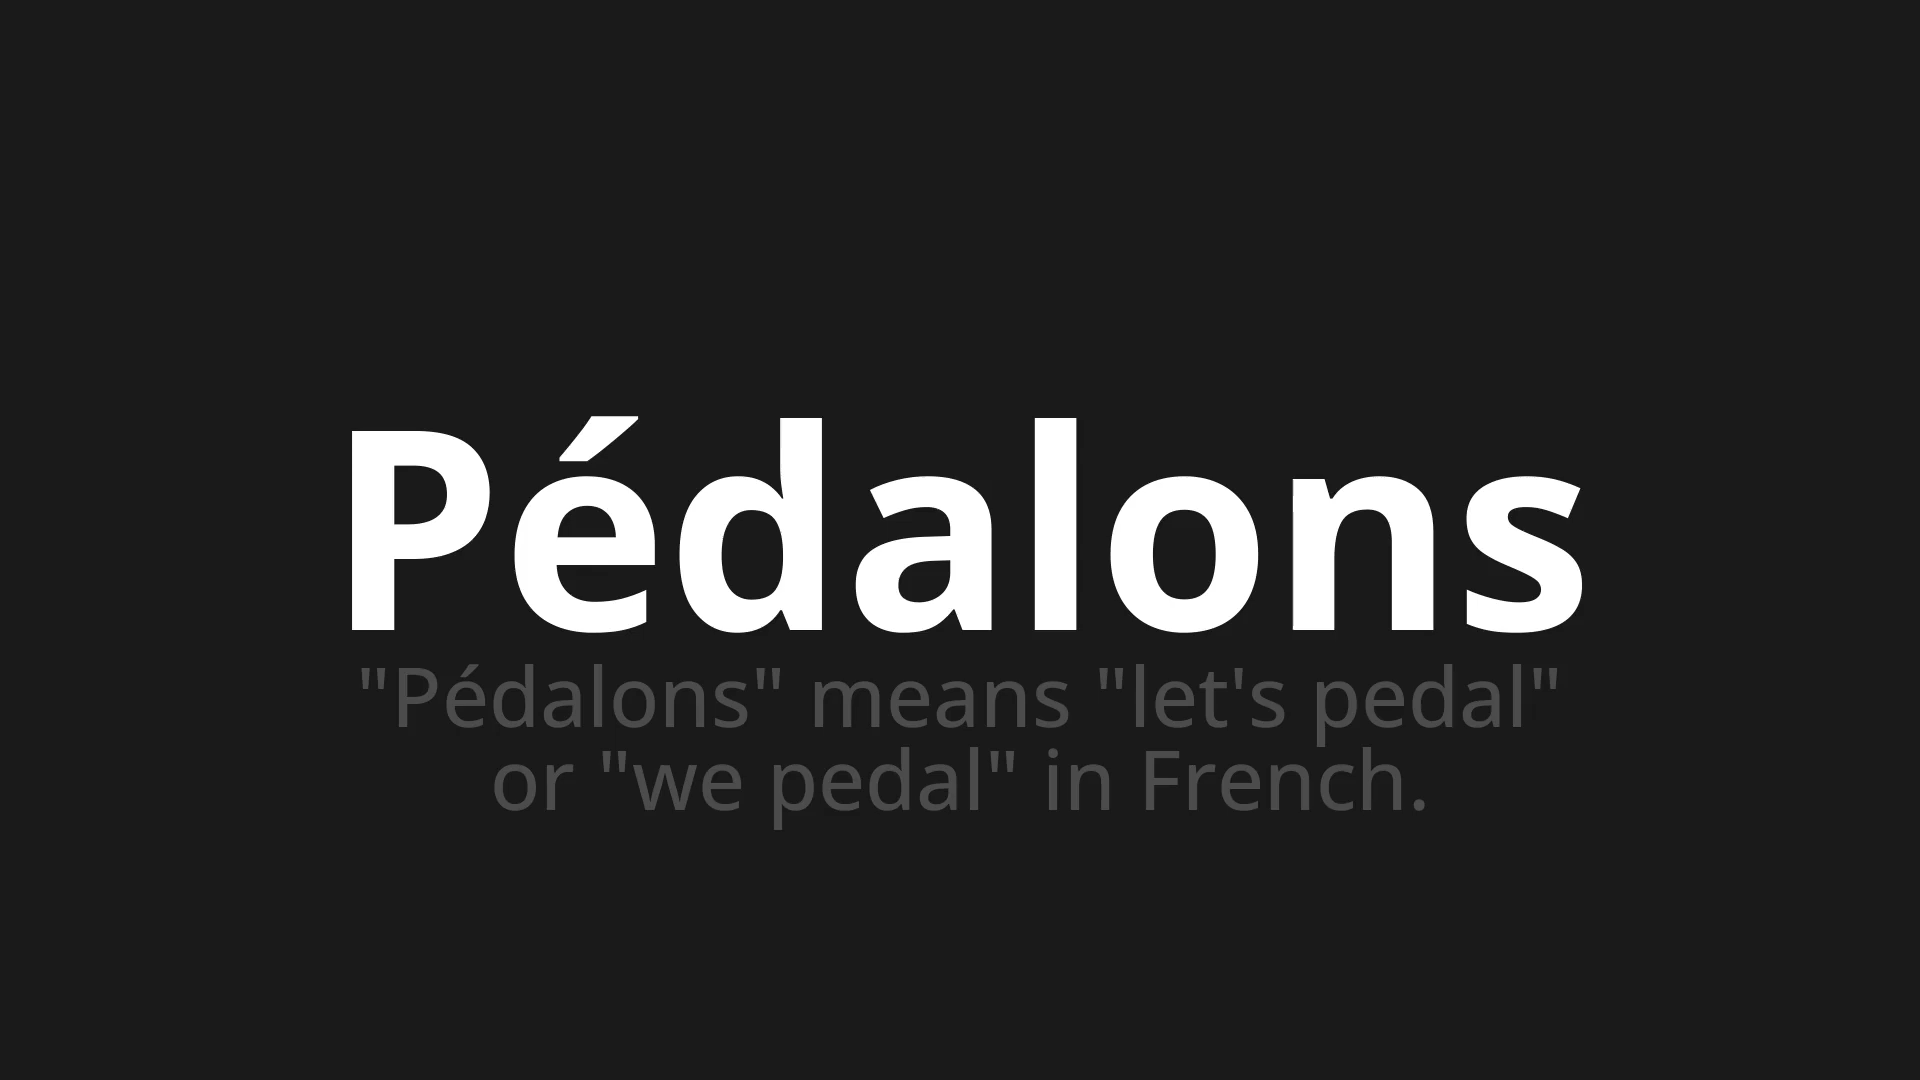 Pédalons
"Pédalons" means "let's pedal"
or "we pedal" in French.